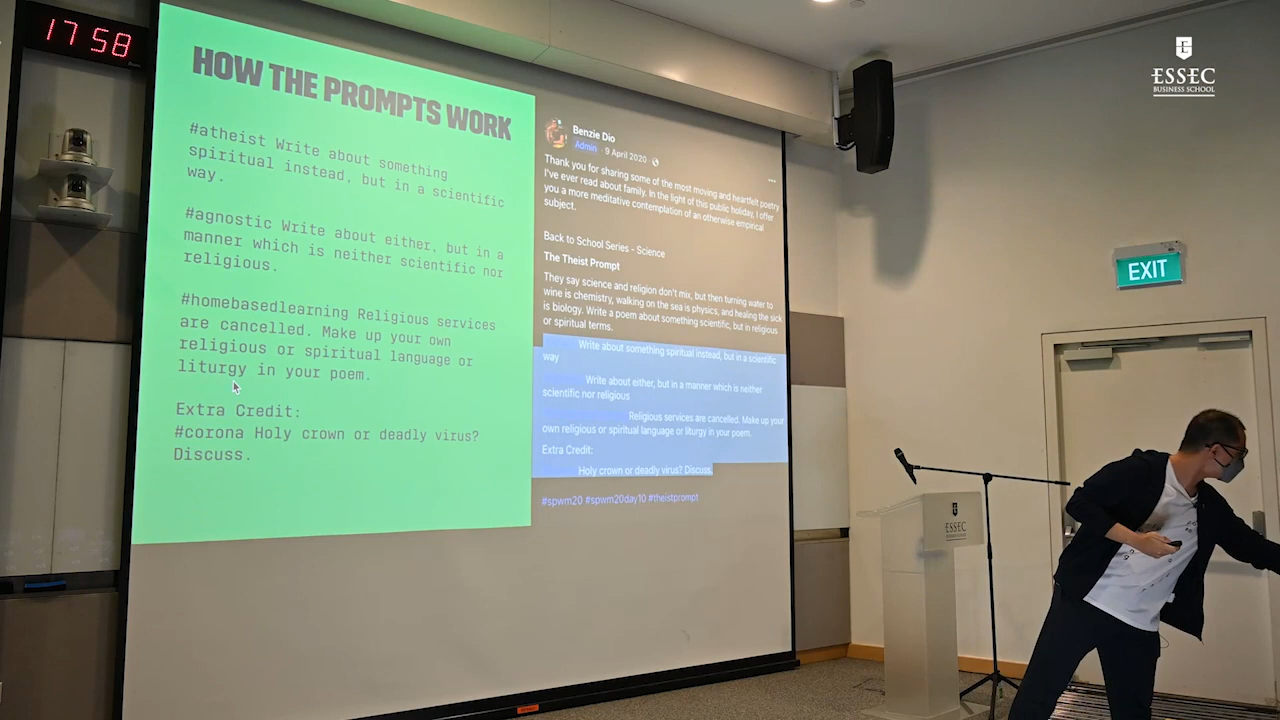 17 58
HOW THE PROMPTS WORK
#atheist Write about something
spiritual instead, but in a scientific
way.
#agnostic Write about either, but in a
manner which is neither scientific nor
religious.
#homebasedlearning Religious services
are cancelled. Make up your own
religious or spiritual language or
liturgy in your poem.
Extra Credit:
#corona Holy crown or deadly virus?
Discuss.
Benzie Dio
Admin · 9 April 2020
Thank you for sharing some of the most moving and heartfelt poetry
I've ever read about family. In the light of this public holiday, I offer
you a more meditative contemplation of an otherwise empirical
subject.
Back to School Series - Science
The Theist Prompt
They say science and religion don't mix, but then turning water to
wine is chemistry, walking on the sea is physics, and healing the sick
is biology. Write a poem about something scientific, but in religious
or spiritual terms.
Write about something spiritual instead, but in a scientific
way
Write about either, but in a manner which is neither
scientific nor religious
Religious services are cancelled. Make up your
own religious or spiritual language or liturgy in your poem.
Extra Credit:
Holy crown or deadly virus? Discuss.
#spwm20 #spwm20day10 #theistprompt
ESSEC
BUSINESS SCHOOL
EXIT
ESSEC